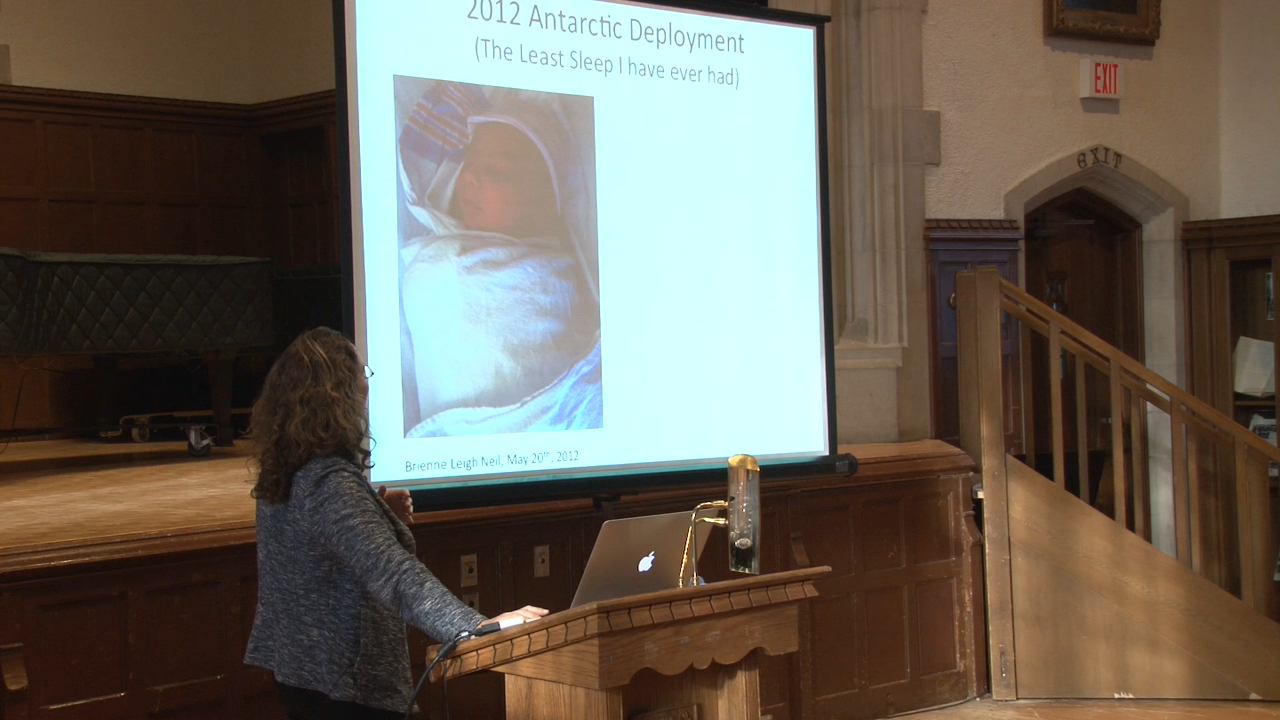 2012 Antarctic Deployment
(The Least Sleep I have ever had)
Brienne Leigh Neil, May 20th, 2012
EXIT
EXIT